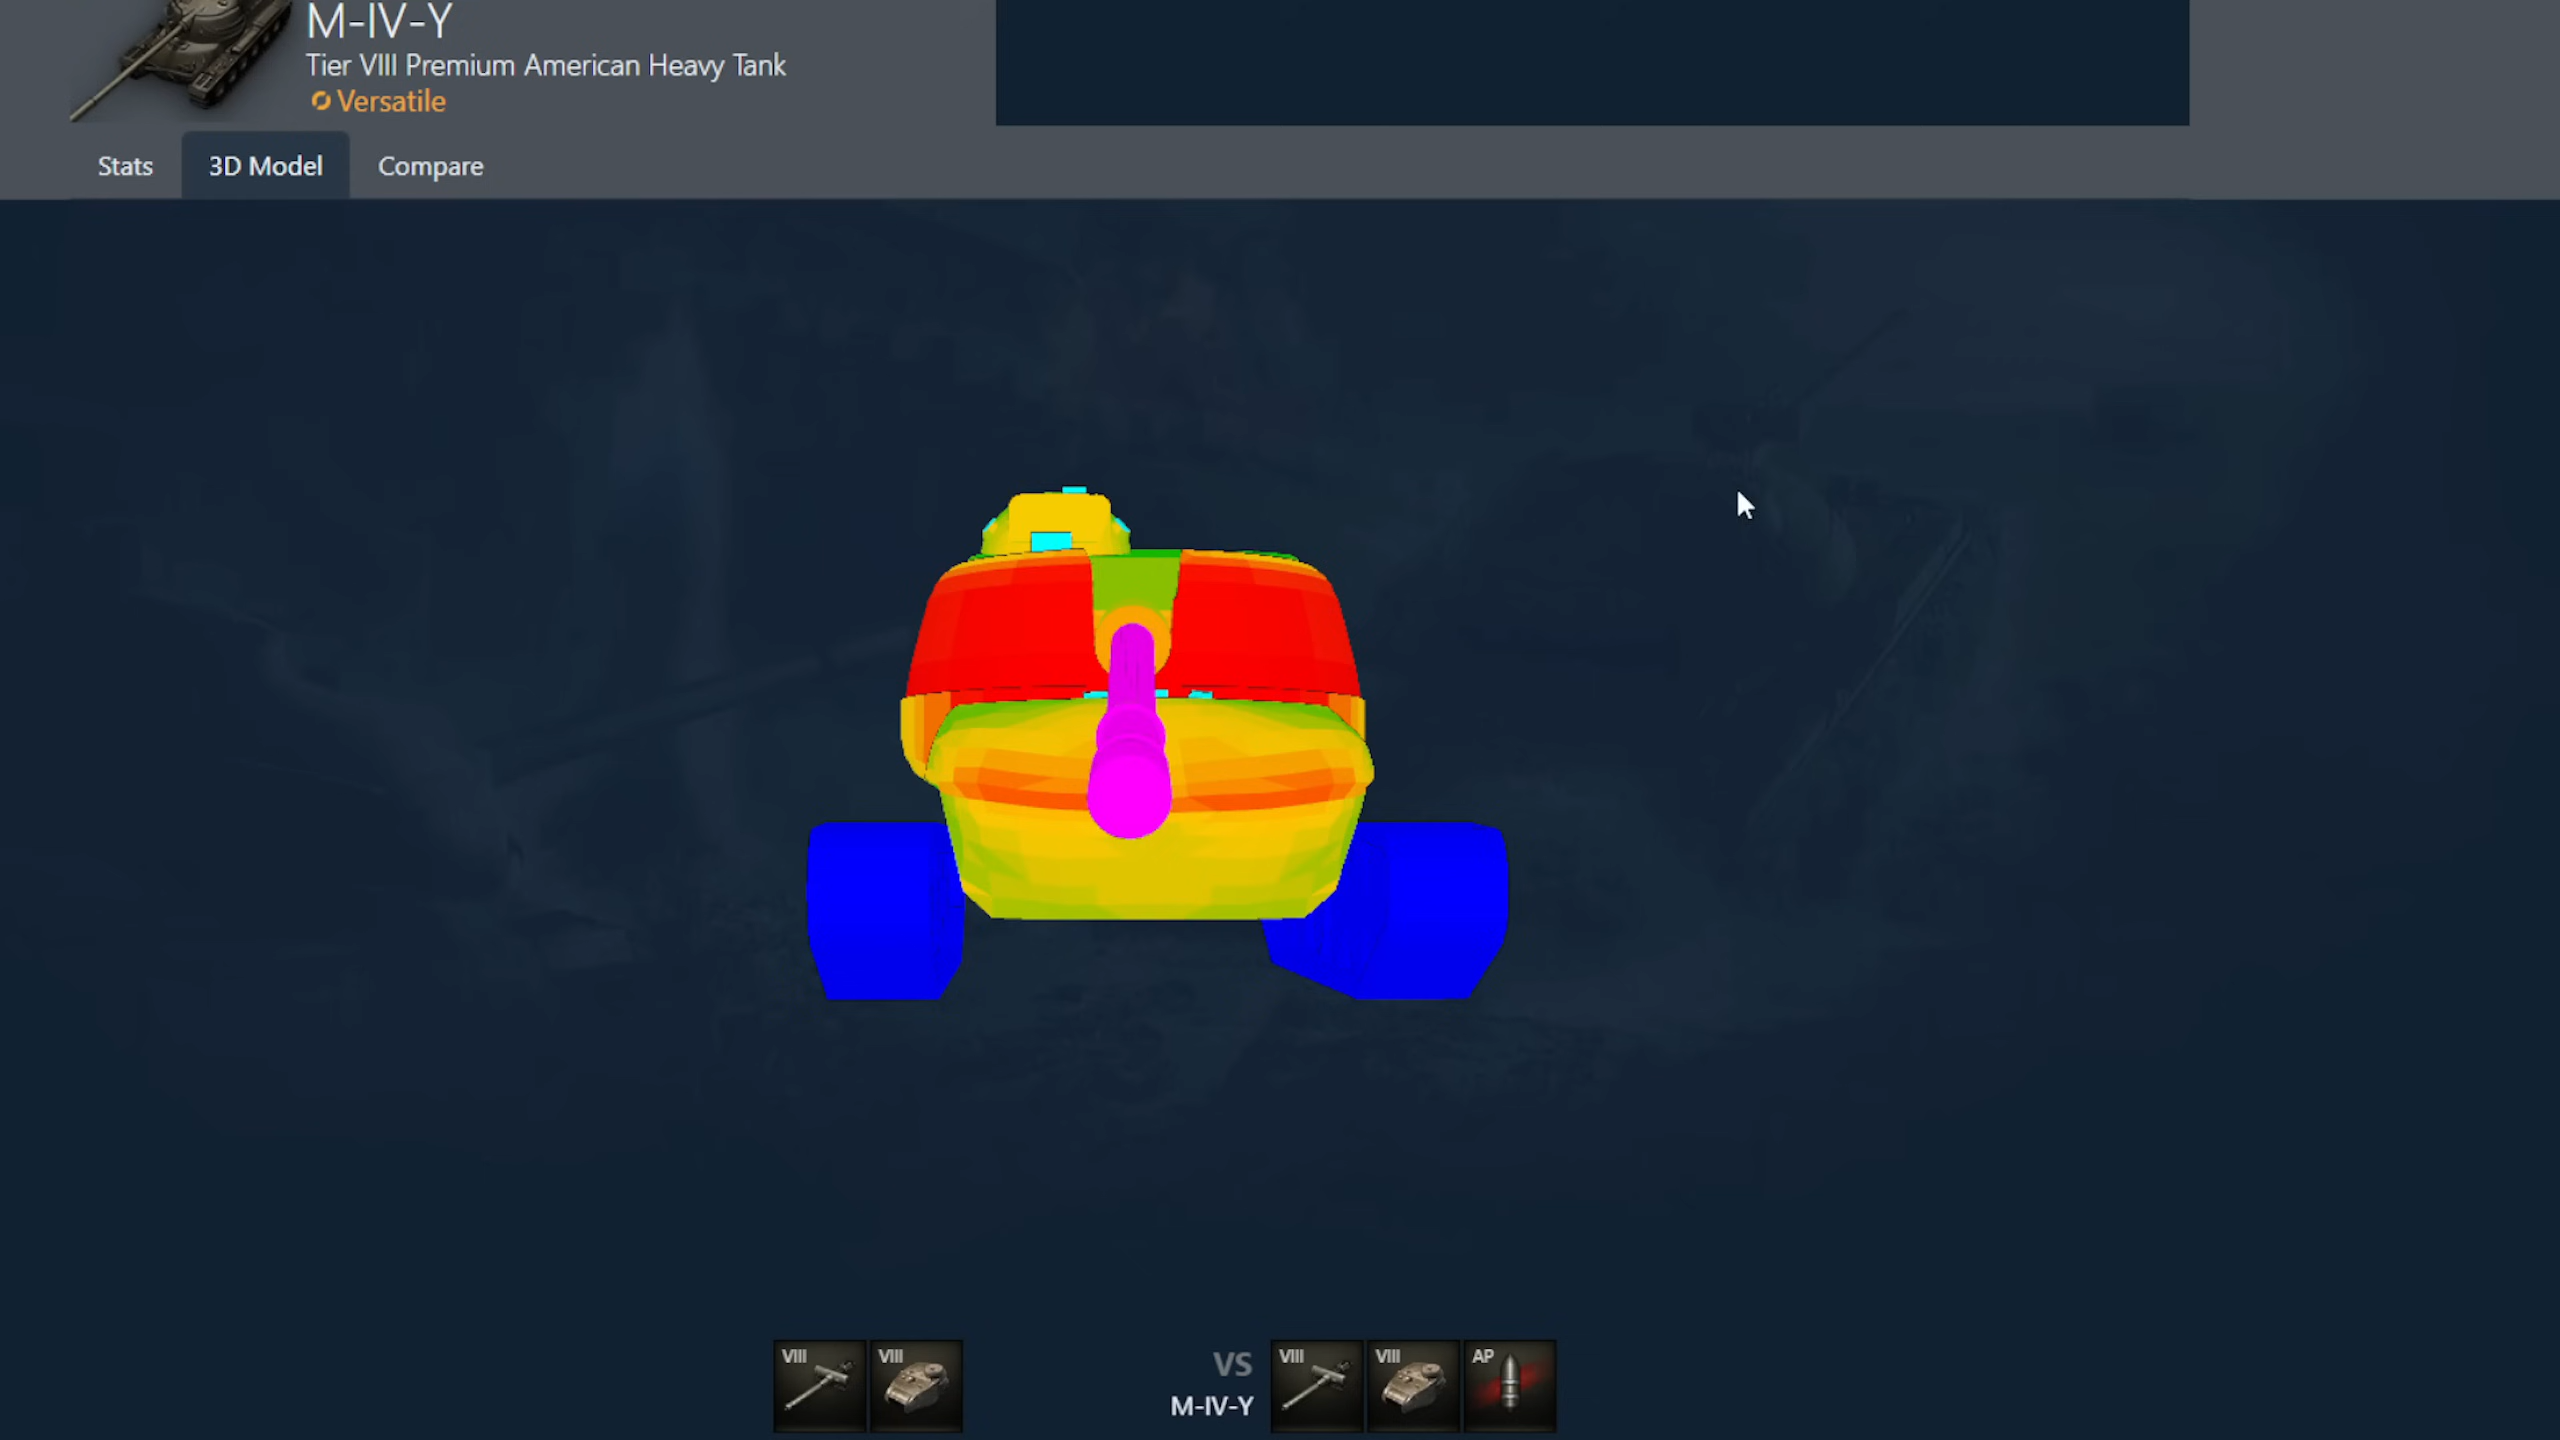 M-IV-Y
Tier VIII Premium American Heavy Tank
Versatile
Stats 3D Model Compare
VIII VIII VS VIII VIII AP
M-IV-Y